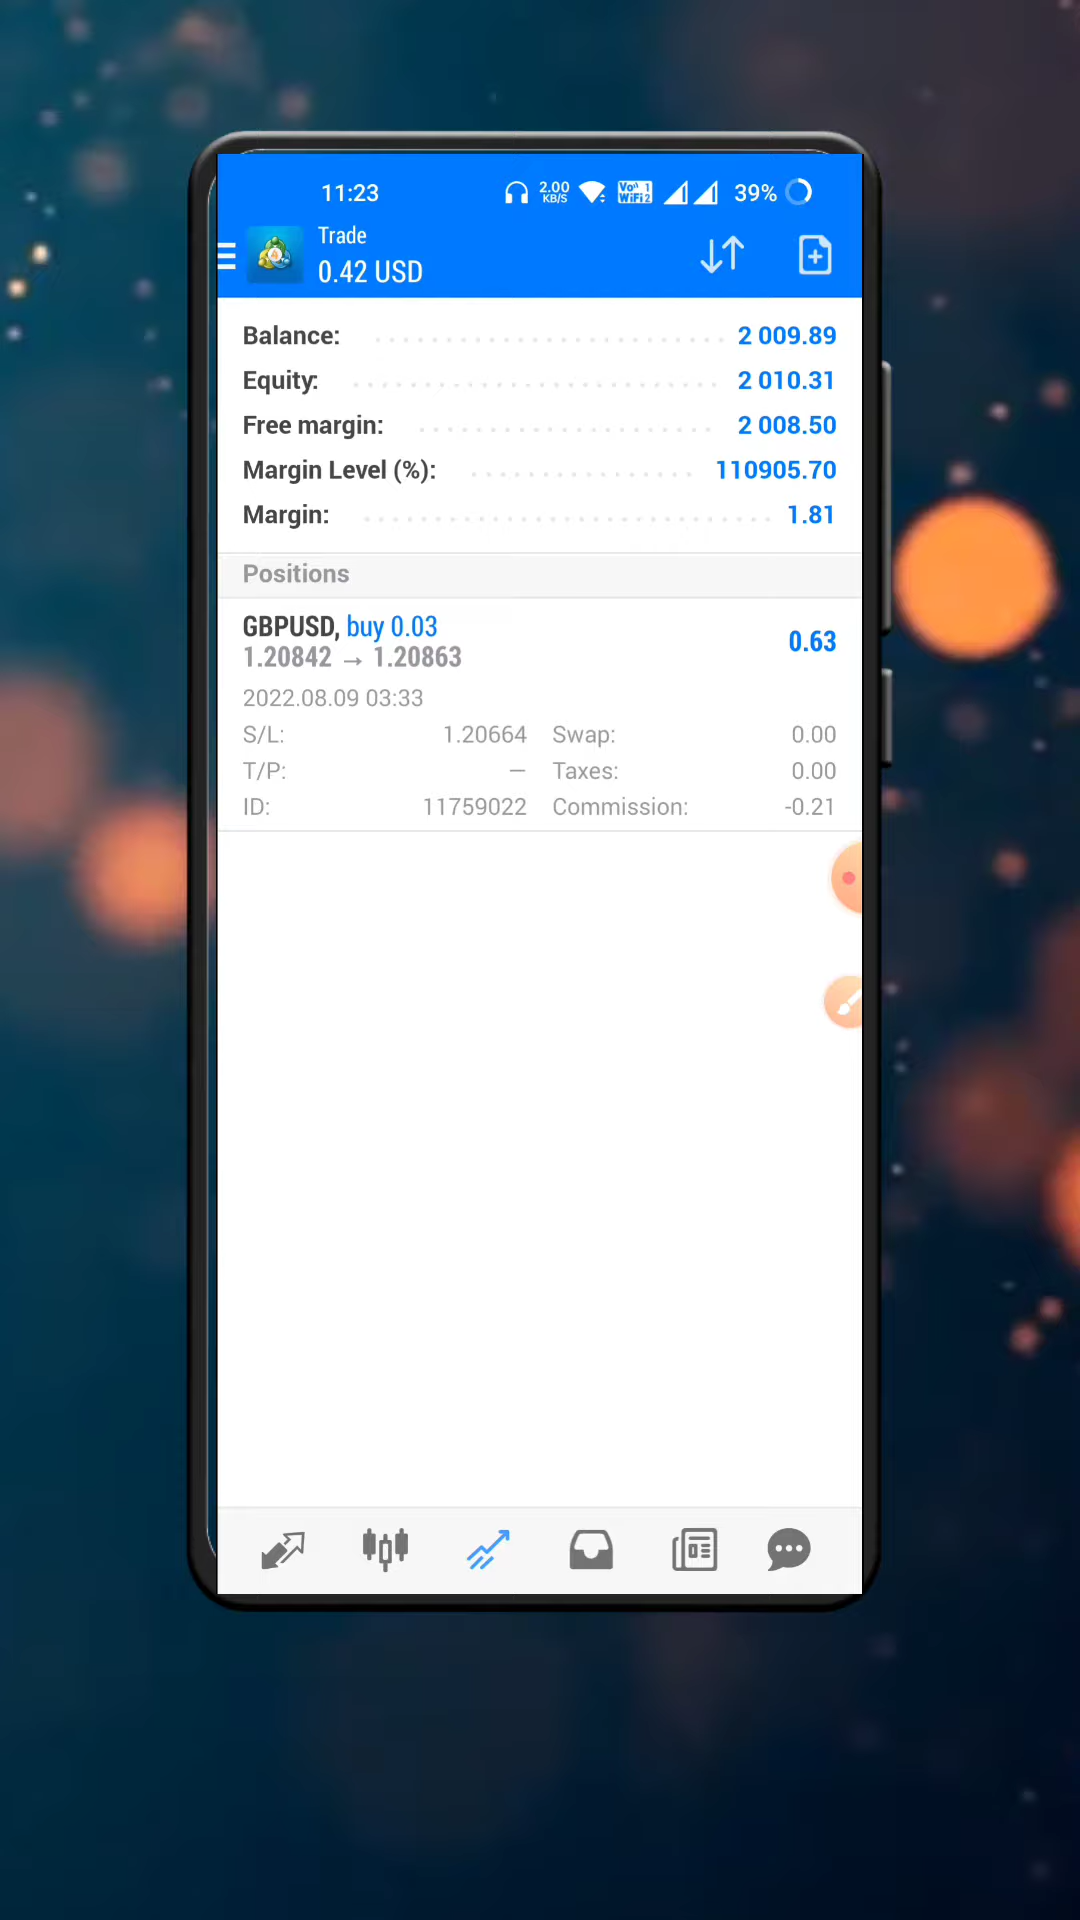 11:23 2.00 KB/S Vo)) 1 WiFi2 39%
Trade
0.42 USD
Balance: 2 009.89
Equity: 2 010.31
Free margin: 2 008.50
Margin Level (%): 110905.70
Margin: 1.81
Positions
GBPUSD, buy 0.03 0.63
1.20842 → 1.20863
2022.08.09 03:33
S/L: 1.20664 Swap: 0.00
T/P: — Taxes: 0.00
ID: 11759022 Commission: -0.21